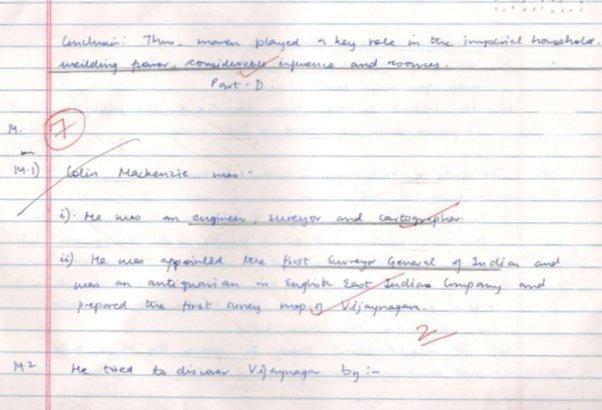 Conclusion: Thus, women played a key role in the imperial household.
weilding power, considerable influence and resources.
Part-D.
14.
7
14.1) Colin Mackenzie was:-
i). He was an engineer, surveyor and cartographer.
ii). He was appointed the first Surveyor General of Indian and
was an antiquarian in English East Indian Company and
prepared the first survey map of Vijaynagara.
2
14.2 He tried to discover Vijaynagar by:-